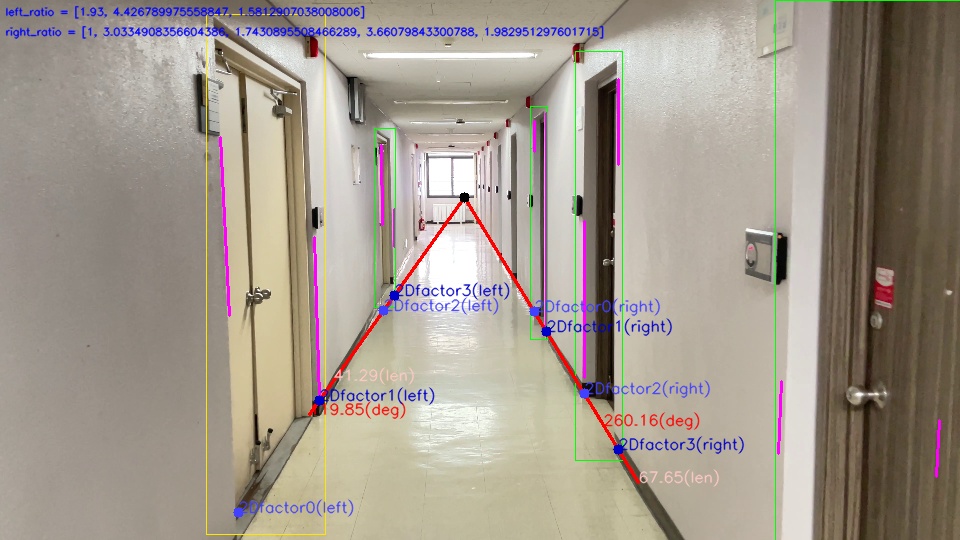 left_ratio = [1.93, 4.426789975558847, 1.5812907038008006]
right_ratio = [1, 3.0334908356604386, 1.7430895508466289, 3.66079843300788, 1.982951297601715]
2Dfactor3(left)
2Dfactor2(left)
2Dfactor0(right)
2Dfactor1(right)
41.29(len)
2Dfactor1(left)
19.85(deg)
2Dfactor2(right)
260.16(deg)
2Dfactor3(right)
67.65(len)
2Dfactor0(left)